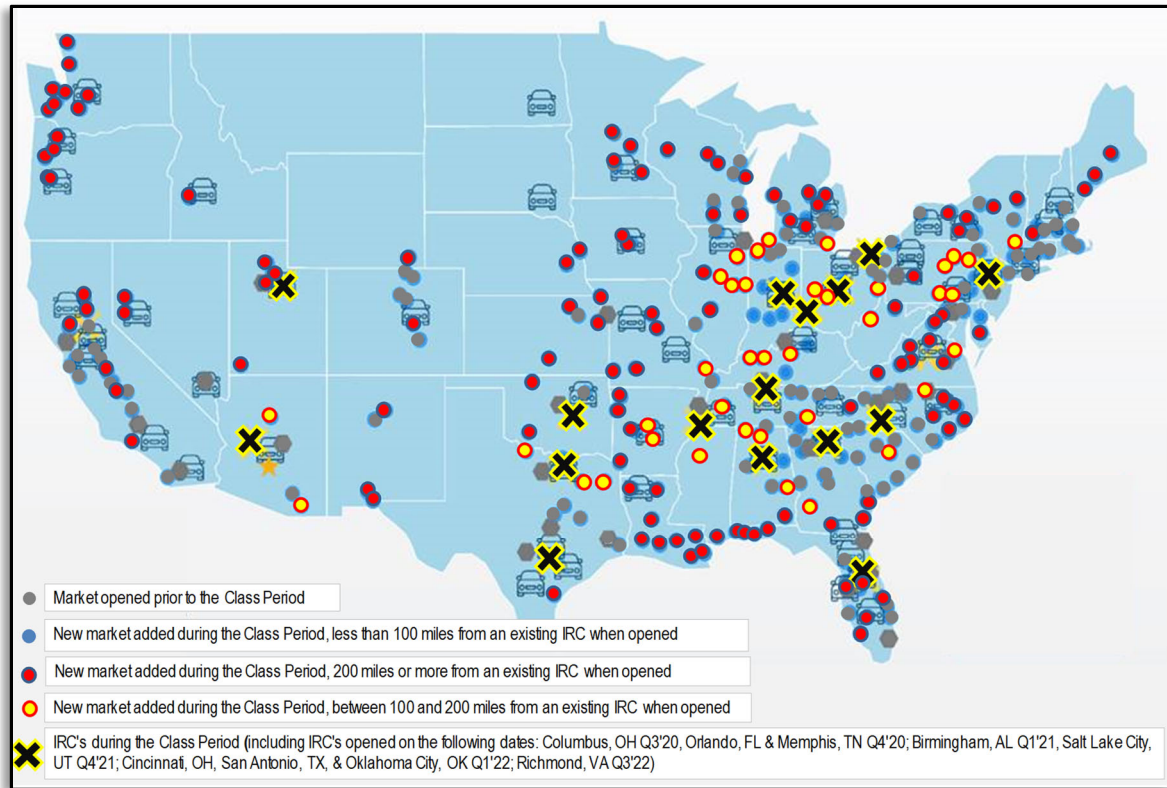 Market opened prior to the Class Period
New market added during the Class Period, less than 100 miles from an existing IRC when opened
New market added during the Class Period, 200 miles or more from an existing IRC when opened
New market added during the Class Period, between 100 and 200 miles from an existing IRC when opened
IRC's during the Class Period (including IRC's opened on the following dates: Columbus, OH Q3'20, Orlando, FL & Memphis, TN Q4'20; Birmingham, AL Q1'21, Salt Lake City,
UT Q4'21; Cincinnati, OH, San Antonio, TX, & Oklahoma City, OK Q1'22; Richmond, VA Q3'22)